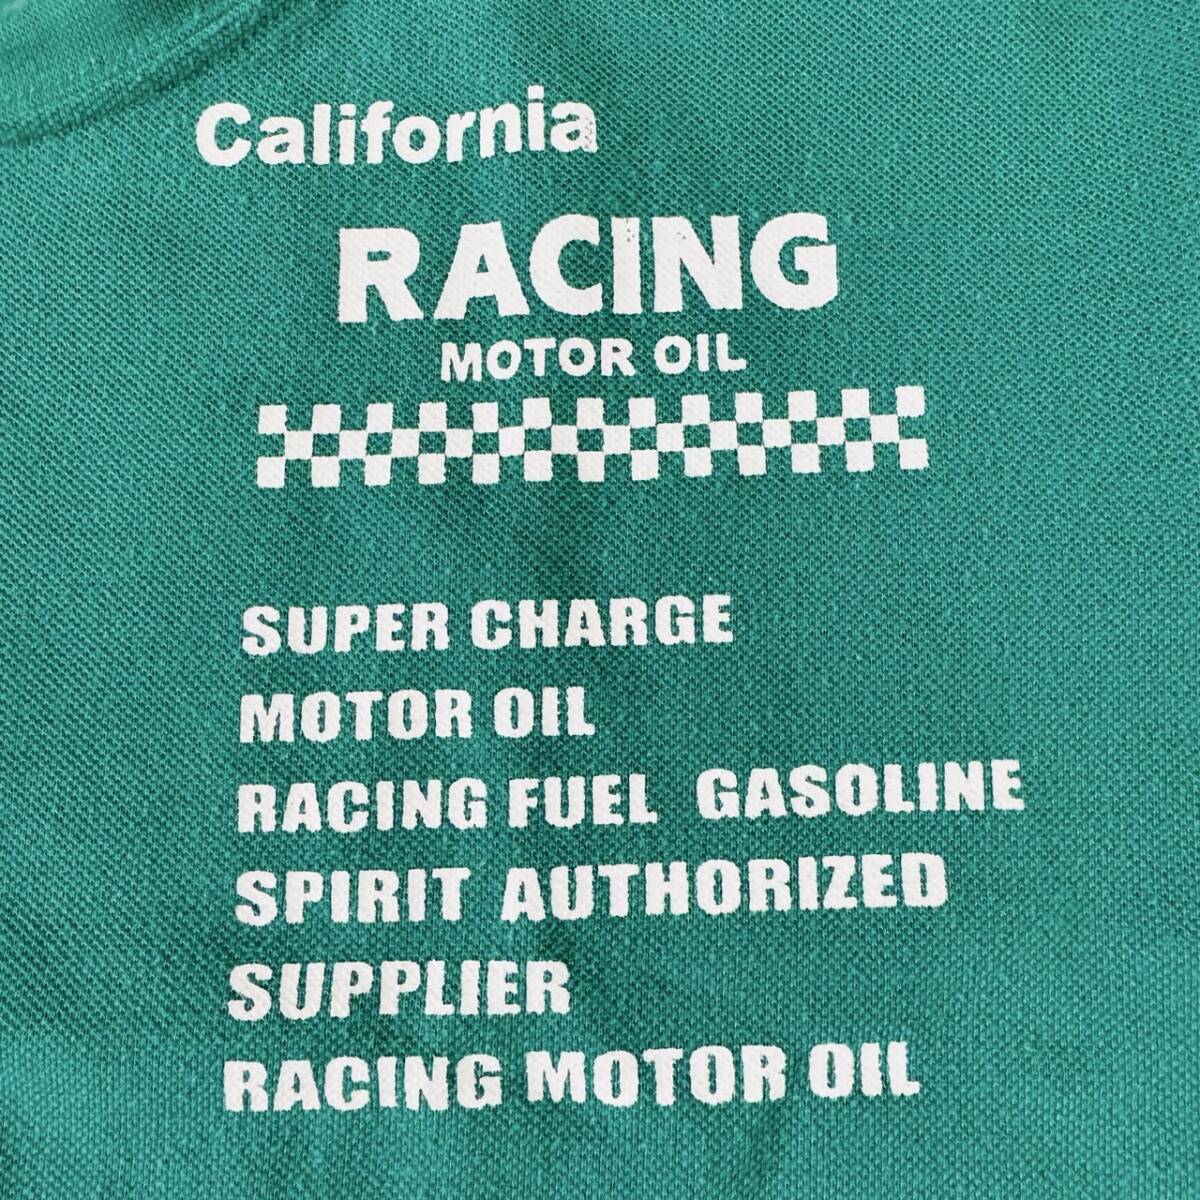 California
RACING
MOTOR OIL
SUPER CHARGE
MOTOR OIL
RACING FUEL GASOLINE
SPIRIT AUTHORIZED
SUPPLIER
RACING MOTOR OIL